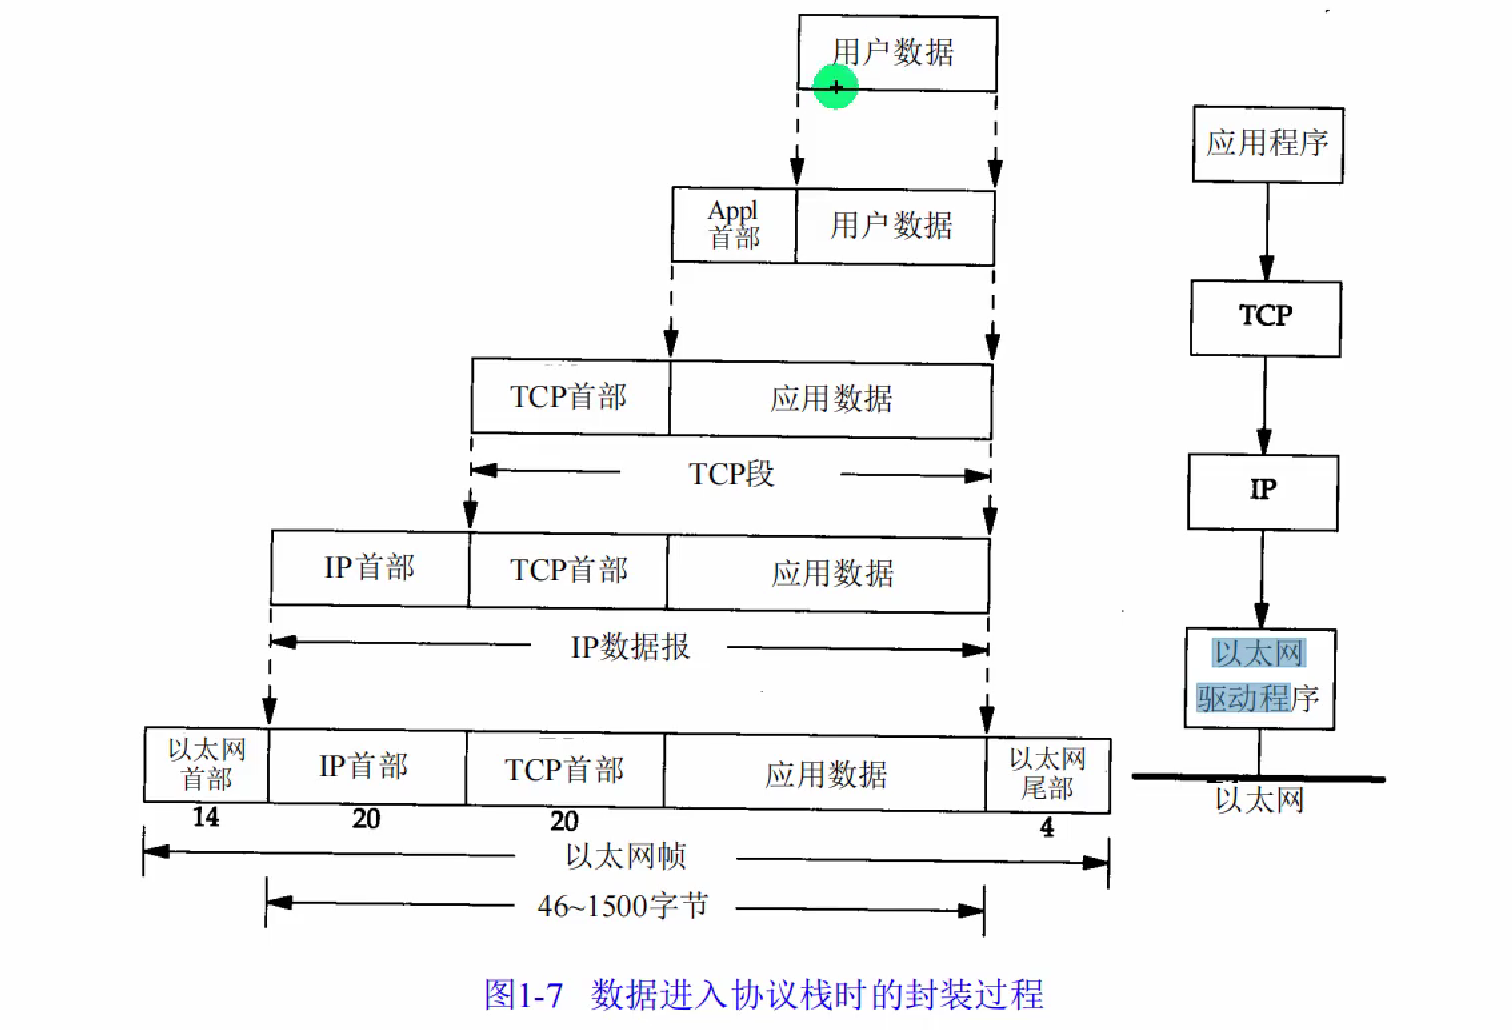 用户数据
应用程序
Appl
首部
用户数据
TCP
TCP首部
应用数据
TCP段
IP
IP首部
TCP首部
应用数据
IP数据报
以太网
驱动程序
以太网
首部
IP首部
TCP首部
应用数据
以太网
尾部
以太网
14
20
20
4
以太网帧
46~1500字节
图1-7 数据进入协议栈时的封装过程